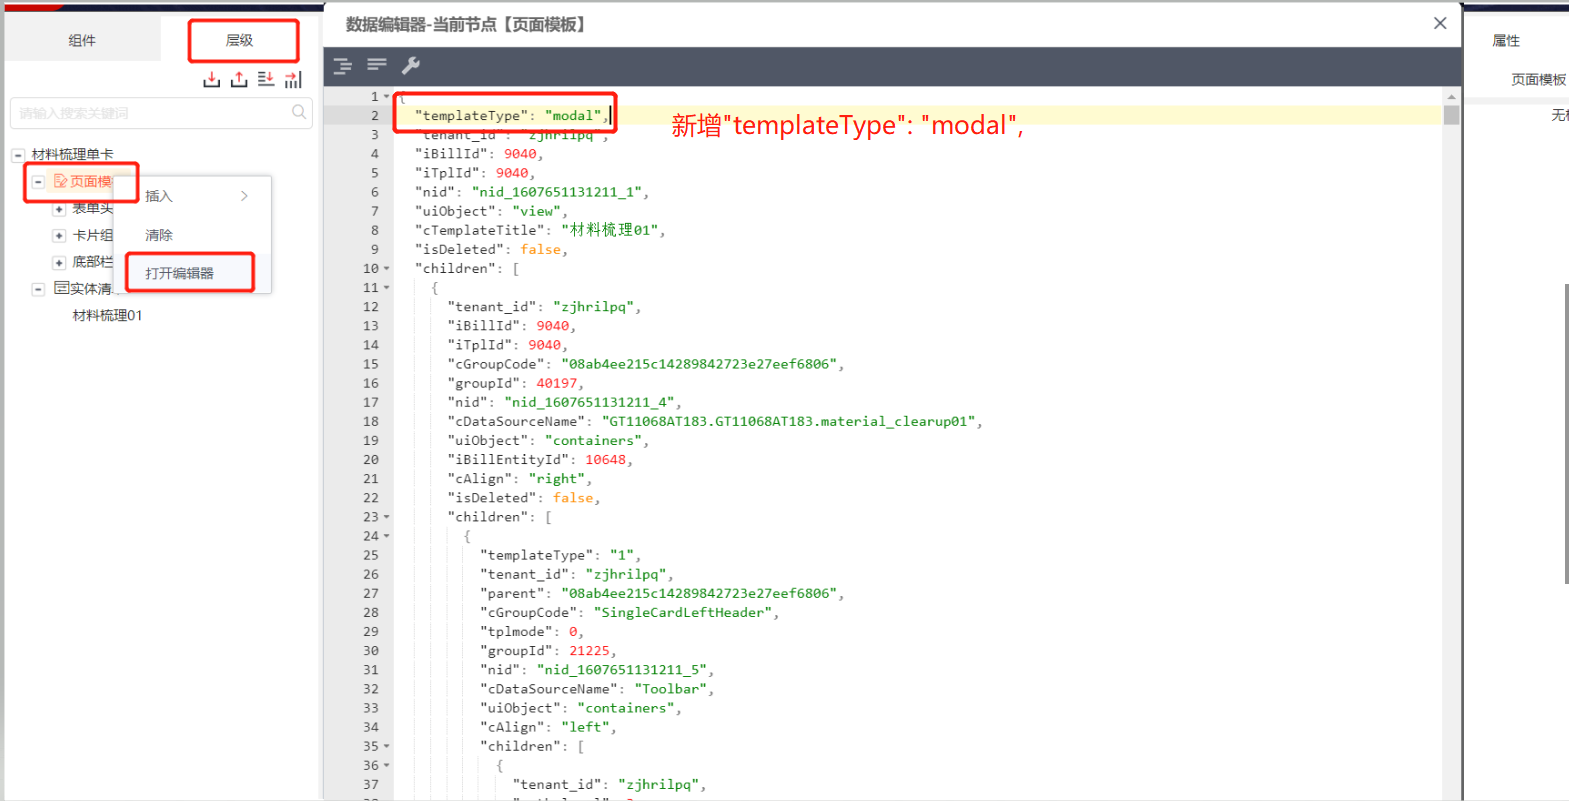 组件
层级
请输入搜索关键词
材料梳理单卡
页面模
表单头
卡片组
底部栏
实体清
材料梳理01
插入
清除
打开编辑器
数据编辑器-当前节点【页面模板】
新增"templateType": "modal",
1 {
2 "templateType": "modal",
3 "tenant_id": "zjhrilpq",
4 "iBillId": 9040,
5 "iTplId": 9040,
6 "nid": "nid_1607651131211_1",
7 "uiObject": "view",
8 "cTemplateTitle": "材料梳理01",
9 "isDeleted": false,
10 "children": [
11 {
12 "tenant_id": "zjhrilpq",
13 "iBillId": 9040,
14 "iTplId": 9040,
15 "cGroupCode": "08ab4ee215c14289842723e27eef6806",
16 "groupId": 40197,
17 "nid": "nid_1607651131211_4",
18 "cDataSourceName": "GT11068AT183.GT11068AT183.material_clearup01",
19 "uiObject": "containers",
20 "iBillEntityId": 10648,
21 "cAlign": "right",
22 "isDeleted": false,
23 "children": [
24 {
25 "templateType": "1",
26 "tenant_id": "zjhrilpq",
27 "parent": "08ab4ee215c14289842723e27eef6806",
28 "cGroupCode": "SingleCardLeftHeader",
29 "tplmode": 0,
30 "groupId": 21225,
31 "nid": "nid_1607651131211_5",
32 "cDataSourceName": "Toolbar",
33 "uiObject": "containers",
34 "cAlign": "left",
35 "children": [
36 {
37 "tenant_id": "zjhrilpq",
属性
页面模板